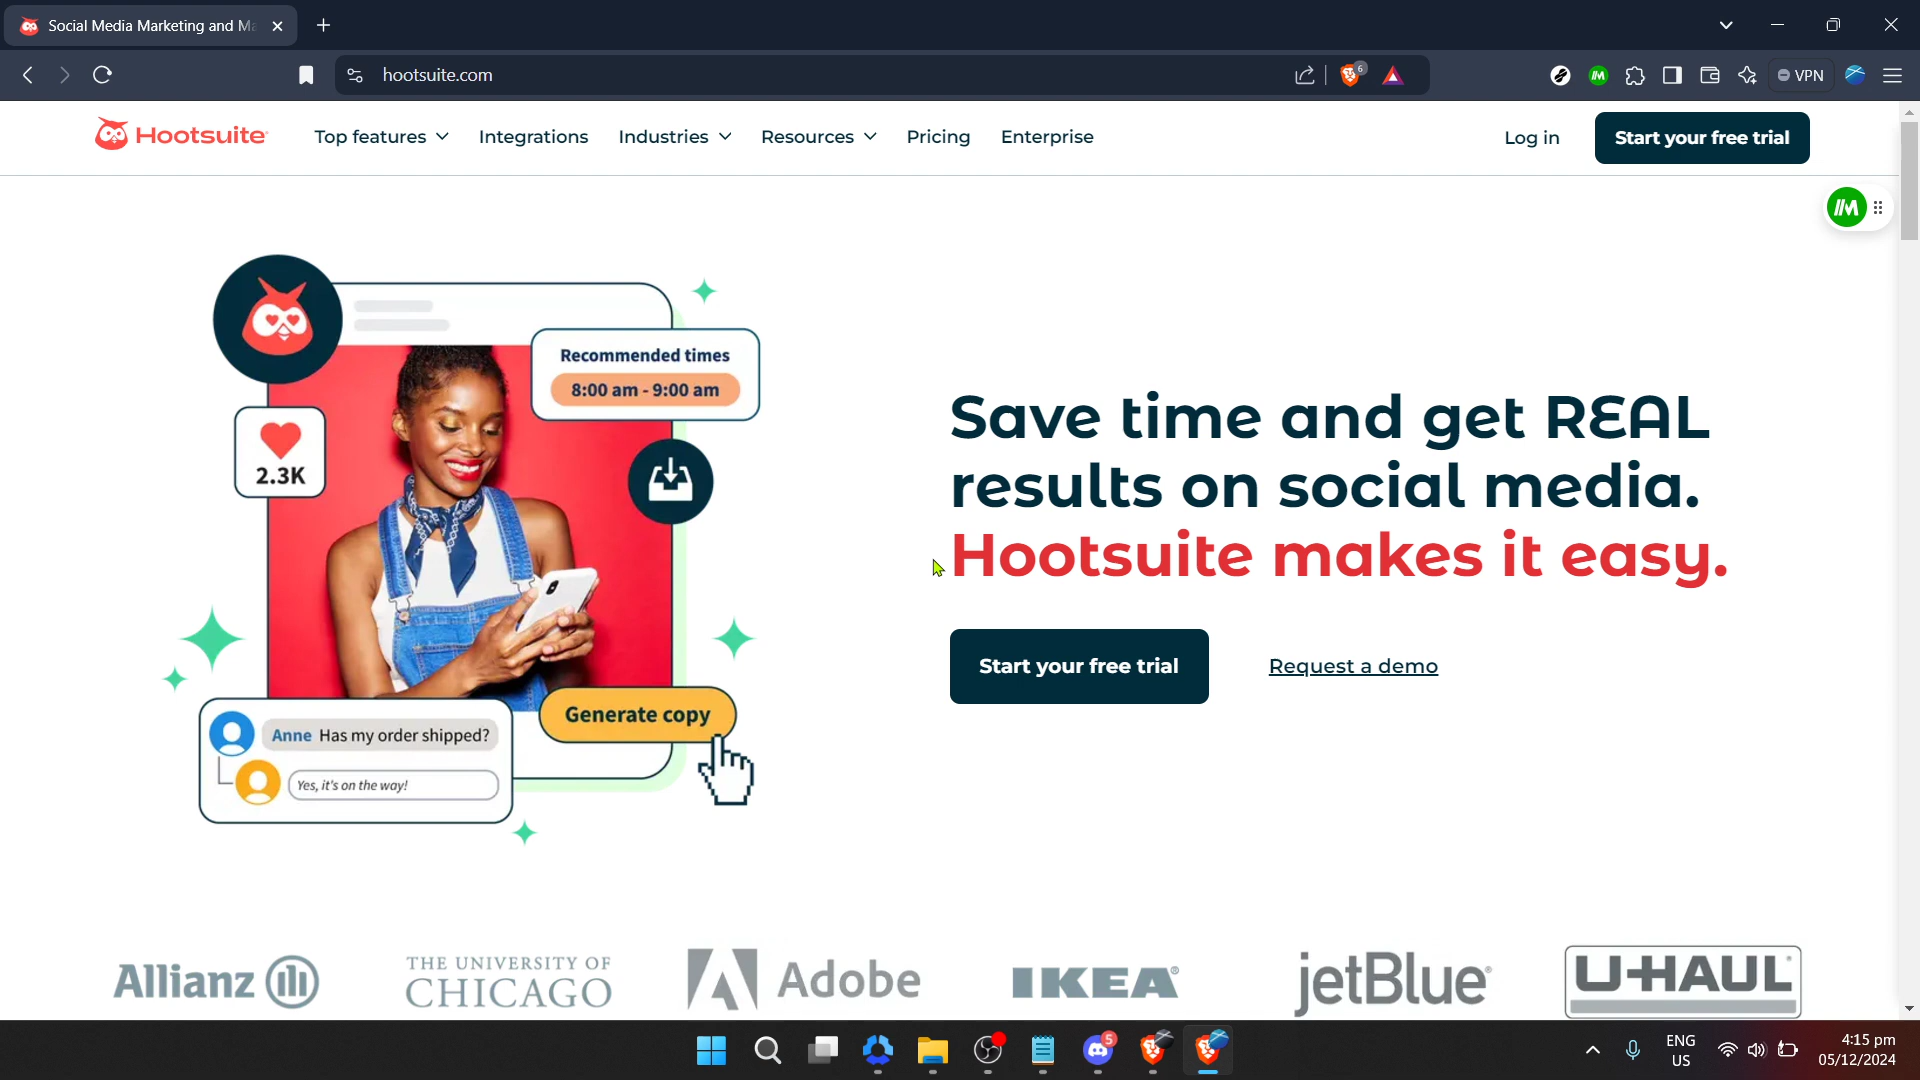 Social Media Marketing and Ma
hootsuite.com
6
VPN
Hootsuite
Top features
Integrations
Industries
Resources
Pricing
Enterprise
Log in
Start your free trial
Recommended times
8:00 am - 9:00 am
2.3K
Save time and get REAL
results on social media.
Hootsuite makes it easy.
Start your free trial
Request a demo
Generate copy
Anne Has my order shipped?
Yes, it's on the way!
Allianz
THE UNIVERSITY OF
CHICAGO
Adobe
IKEA
jetBlue
U-HAUL
5
ENG
US
4:15 pm
05/12/2024